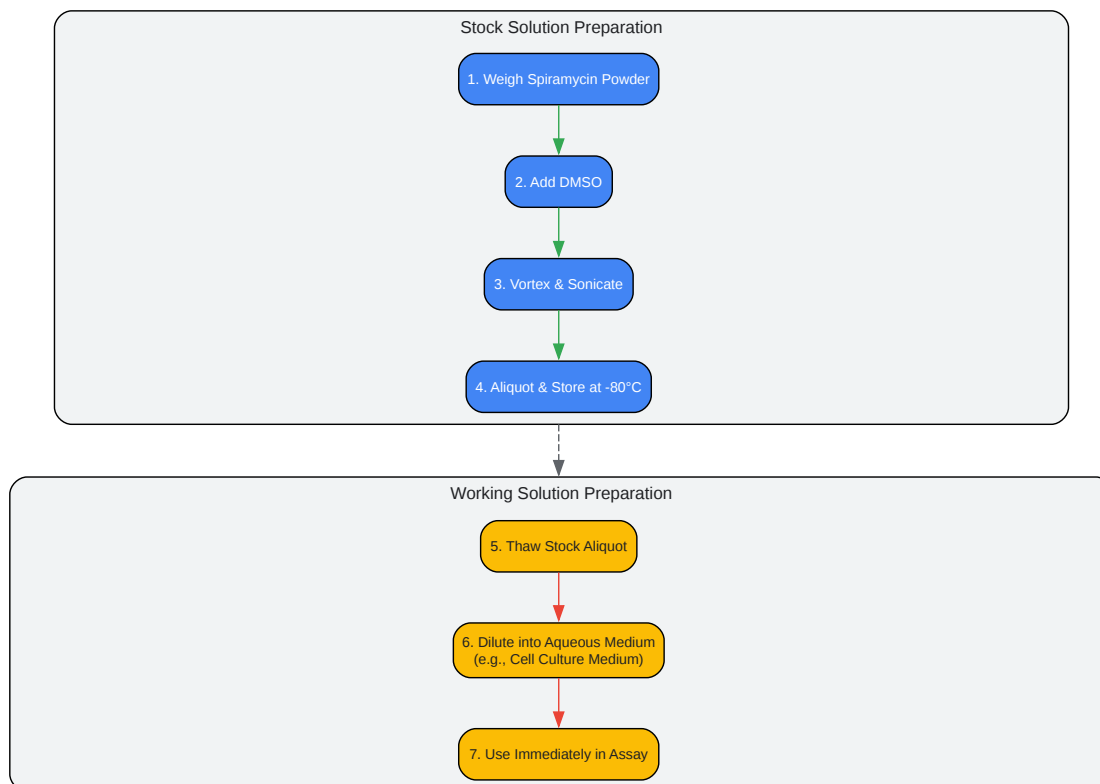 Stock Solution Preparation
1. Weigh Spiramycin Powder
2. Add DMSO
3. Vortex & Sonicate
4. Aliquot & Store at -80°C
Working Solution Preparation
5. Thaw Stock Aliquot
6. Dilute into Aqueous Medium
(e.g., Cell Culture Medium)
7. Use Immediately in Assay